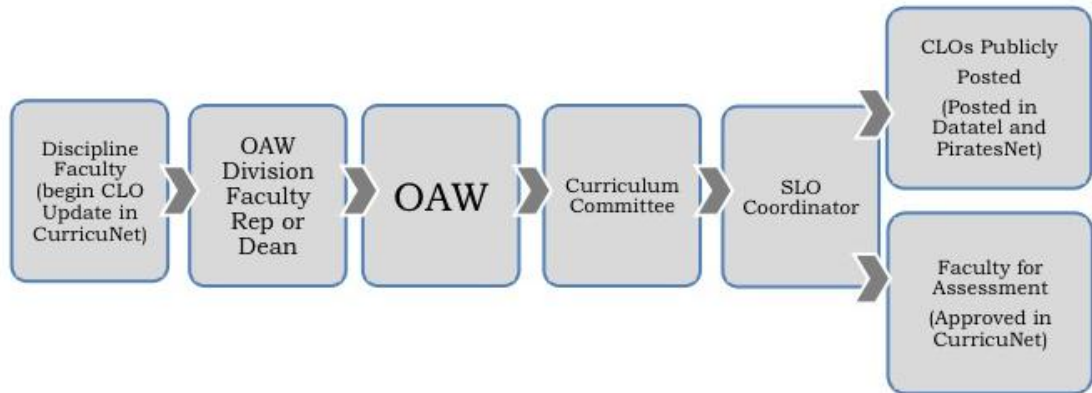 Discipline
Faculty
(begin CLO
Update in
CurricuNet)
OAW
Division
Faculty
Rep or
Dean
OAW
Curriculum
Committee
SLO
Coordinator
CLOs Publicly
Posted
(Posted in
Datatel and
PiratesNet)
Faculty for
Assessment
(Approved in
CurricuNet)